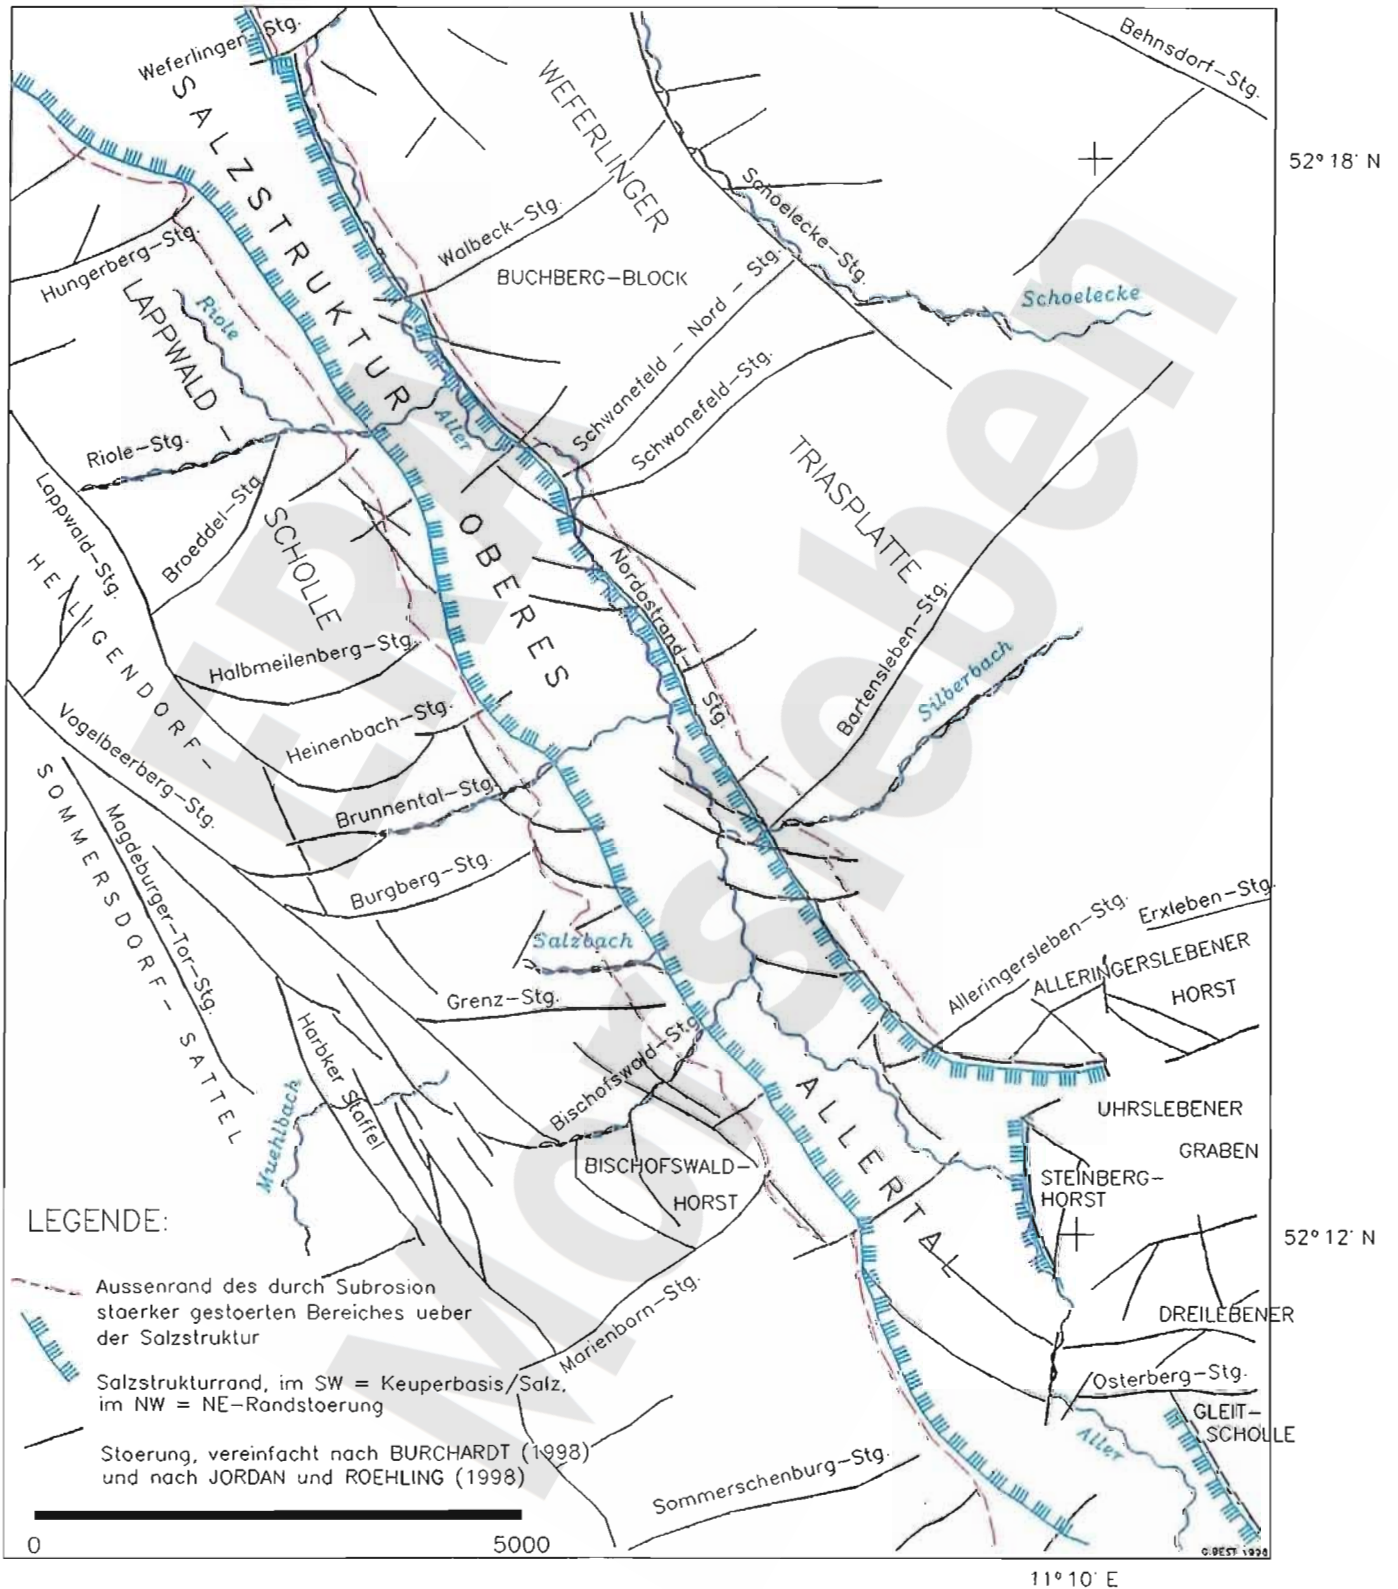 Weferlingen Stg.
Behnsdorf-Stg.
SALZSTRUKTUR
WEFERLINGER
52° 18' N
Schoelecke-Stg.
Walbeck-Stg.
Hungerberg-Stg.
BUCHBERG-BLOCK
LAPPWALD-
Riole
Schoelecke
Schwanefeld-Nord-Stg.
Schwanefeld-Stg.
Aller
Riole-Stg.
TRIASPLATTE
Lappwald-Stg.
Broeddel-Stg.
SCHOLLE
OBERES
Nordostrand-Stg.
HEILIGENDORF-
Halbmeilenberg-Stg.
Bartensleben-Stg.
Silberbach
Heinenbach-Stg.
Vogelbeerberg-Stg.
SOMMERSDORF-SATTEL
Magdeburger-Tor-Stg.
Brunnental-Stg.
Burgberg-Stg.
Erxleben-Stg.
Alleringersleben-Stg.
Salzbach
ALLERINGERSLEBENER
HORST
Grenz-Stg.
Harbker Staffel
Bischofswald-Stg.
Muehlbach
ALLERTAL
UHRSLEBENER
GRABEN
BISCHOFSWALD-
HORST
STEINBERG-
HORST
52° 12' N
Marienborn-Stg.
DREILEBENER
Osterberg-Stg.
GLEIT-
SCHOLLE
Aller
Sommerschenburg-Stg.
LEGENDE:
Aussenrand des durch Subrosion
staerker gestoerten Bereiches ueber
der Salzstruktur
Salzstrukturrand, im SW = Keuperbasis/Salz,
im NW = NE-Randstoerung
Stoerung, vereinfacht nach BURCHARDT (1998)
und nach JORDAN und ROEHLING (1998)
0 5000
G.BEST 1998
11° 10' E
ERA
Morsleben